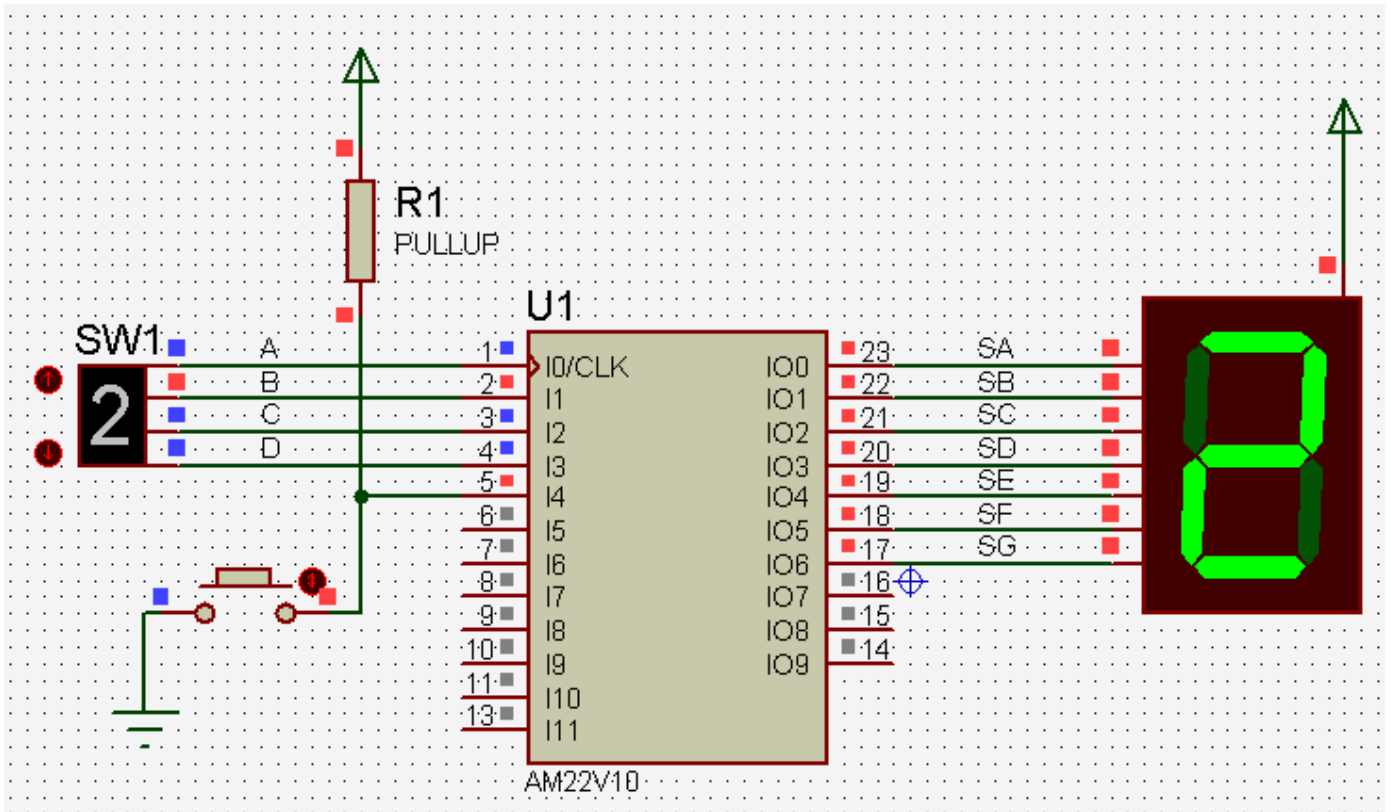 R1
PULLUP
SW1
2
A
B
C
D
U1
AM22V10
1 I0/CLK IO0 23 SA
2 I1 IO1 22 SB
3 I2 IO2 21 SC
4 I3 IO3 20 SD
5 I4 IO4 19 SE
6 I5 IO5 18 SF
7 I6 IO6 17 SG
8 I7 IO7 16
9 I8 IO8 15
10 I9 IO9 14
11 I10
13 I11
2